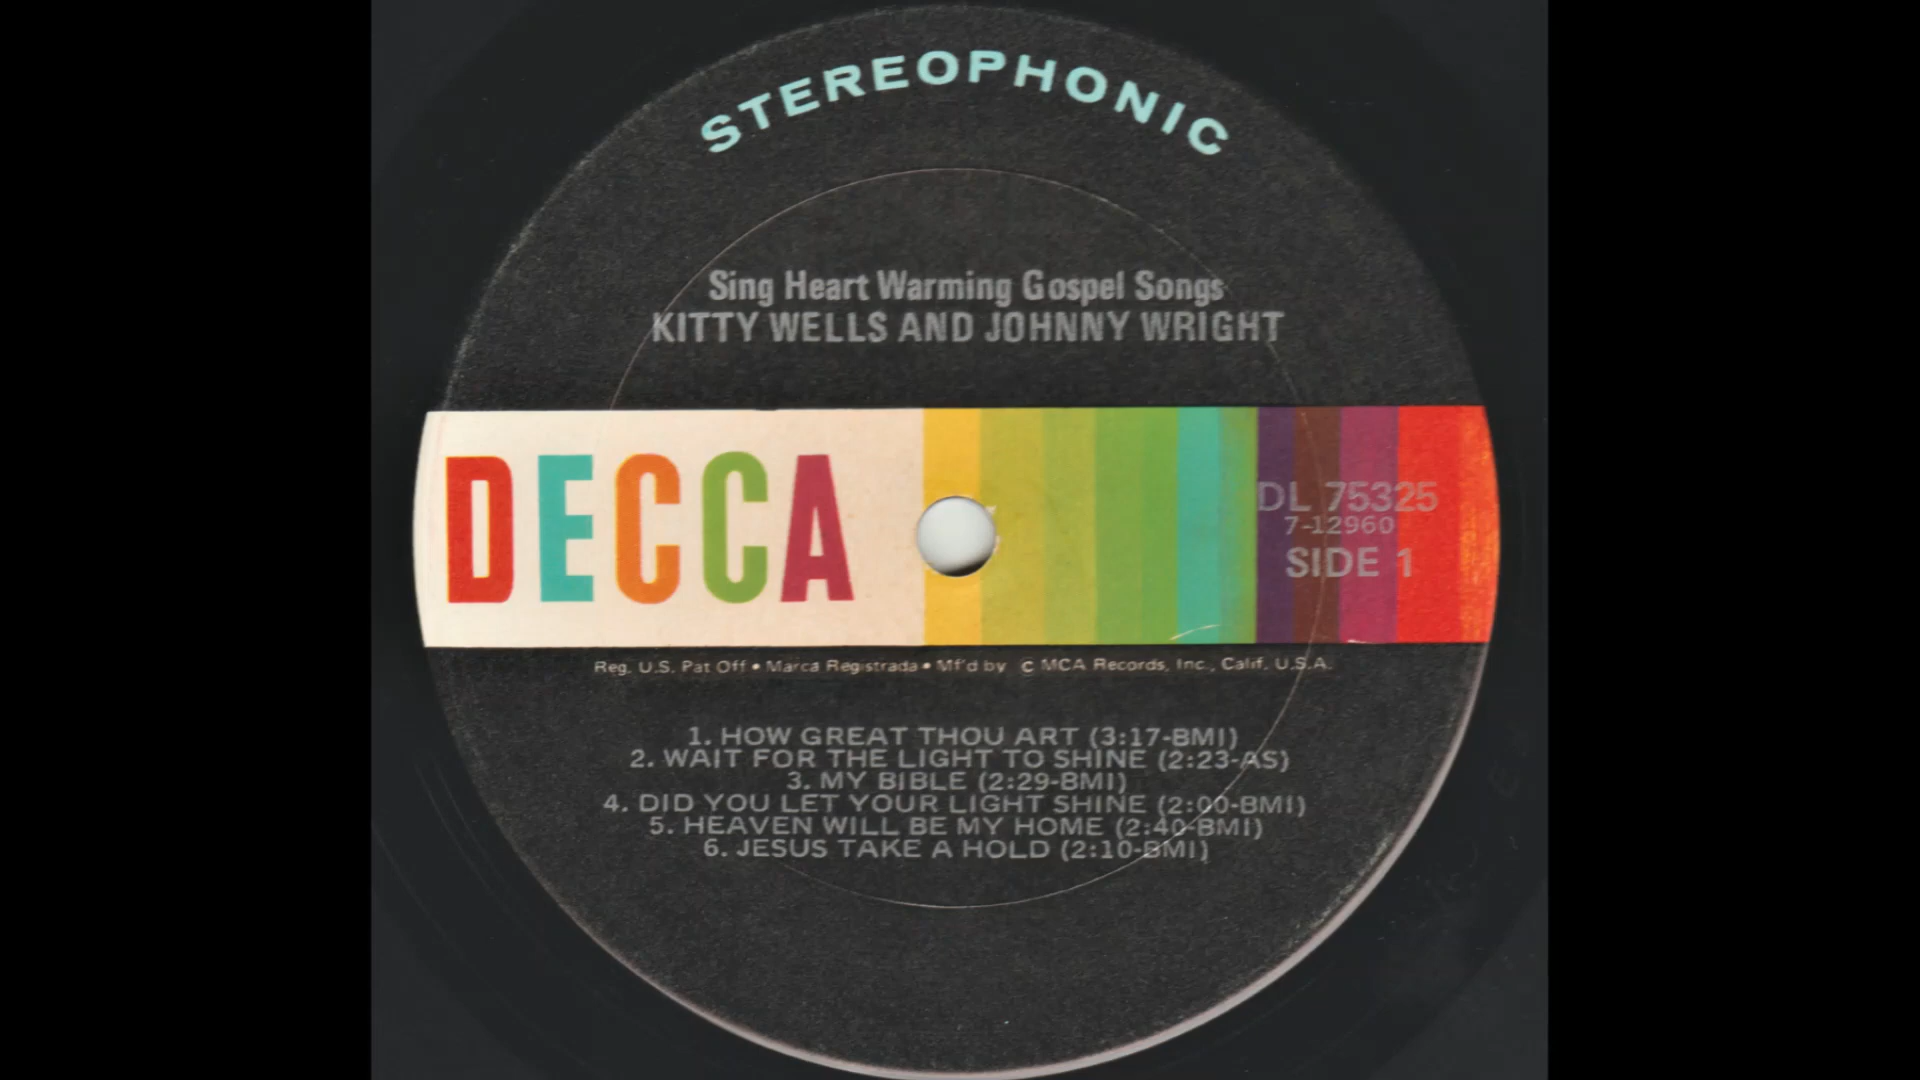 STEREOPHONIC
Sing Heart Warming Gospel Songs
KITTY WELLS AND JOHNNY WRIGHT
DECCA
DL 75325
7-12960
SIDE 1
Reg. U.S. Pat Off • Marca Registrada • Mf'd by © MCA Records, Inc., Calif. U.S.A.
1. HOW GREAT THOU ART (3:17-BMI)
2. WAIT FOR THE LIGHT TO SHINE (2:23-AS)
3. MY BIBLE (2:29-BMI)
4. DID YOU LET YOUR LIGHT SHINE (2:00-BMI)
5. HEAVEN WILL BE MY HOME (2:40-BMI)
6. JESUS TAKE A HOLD (2:10-BMI)